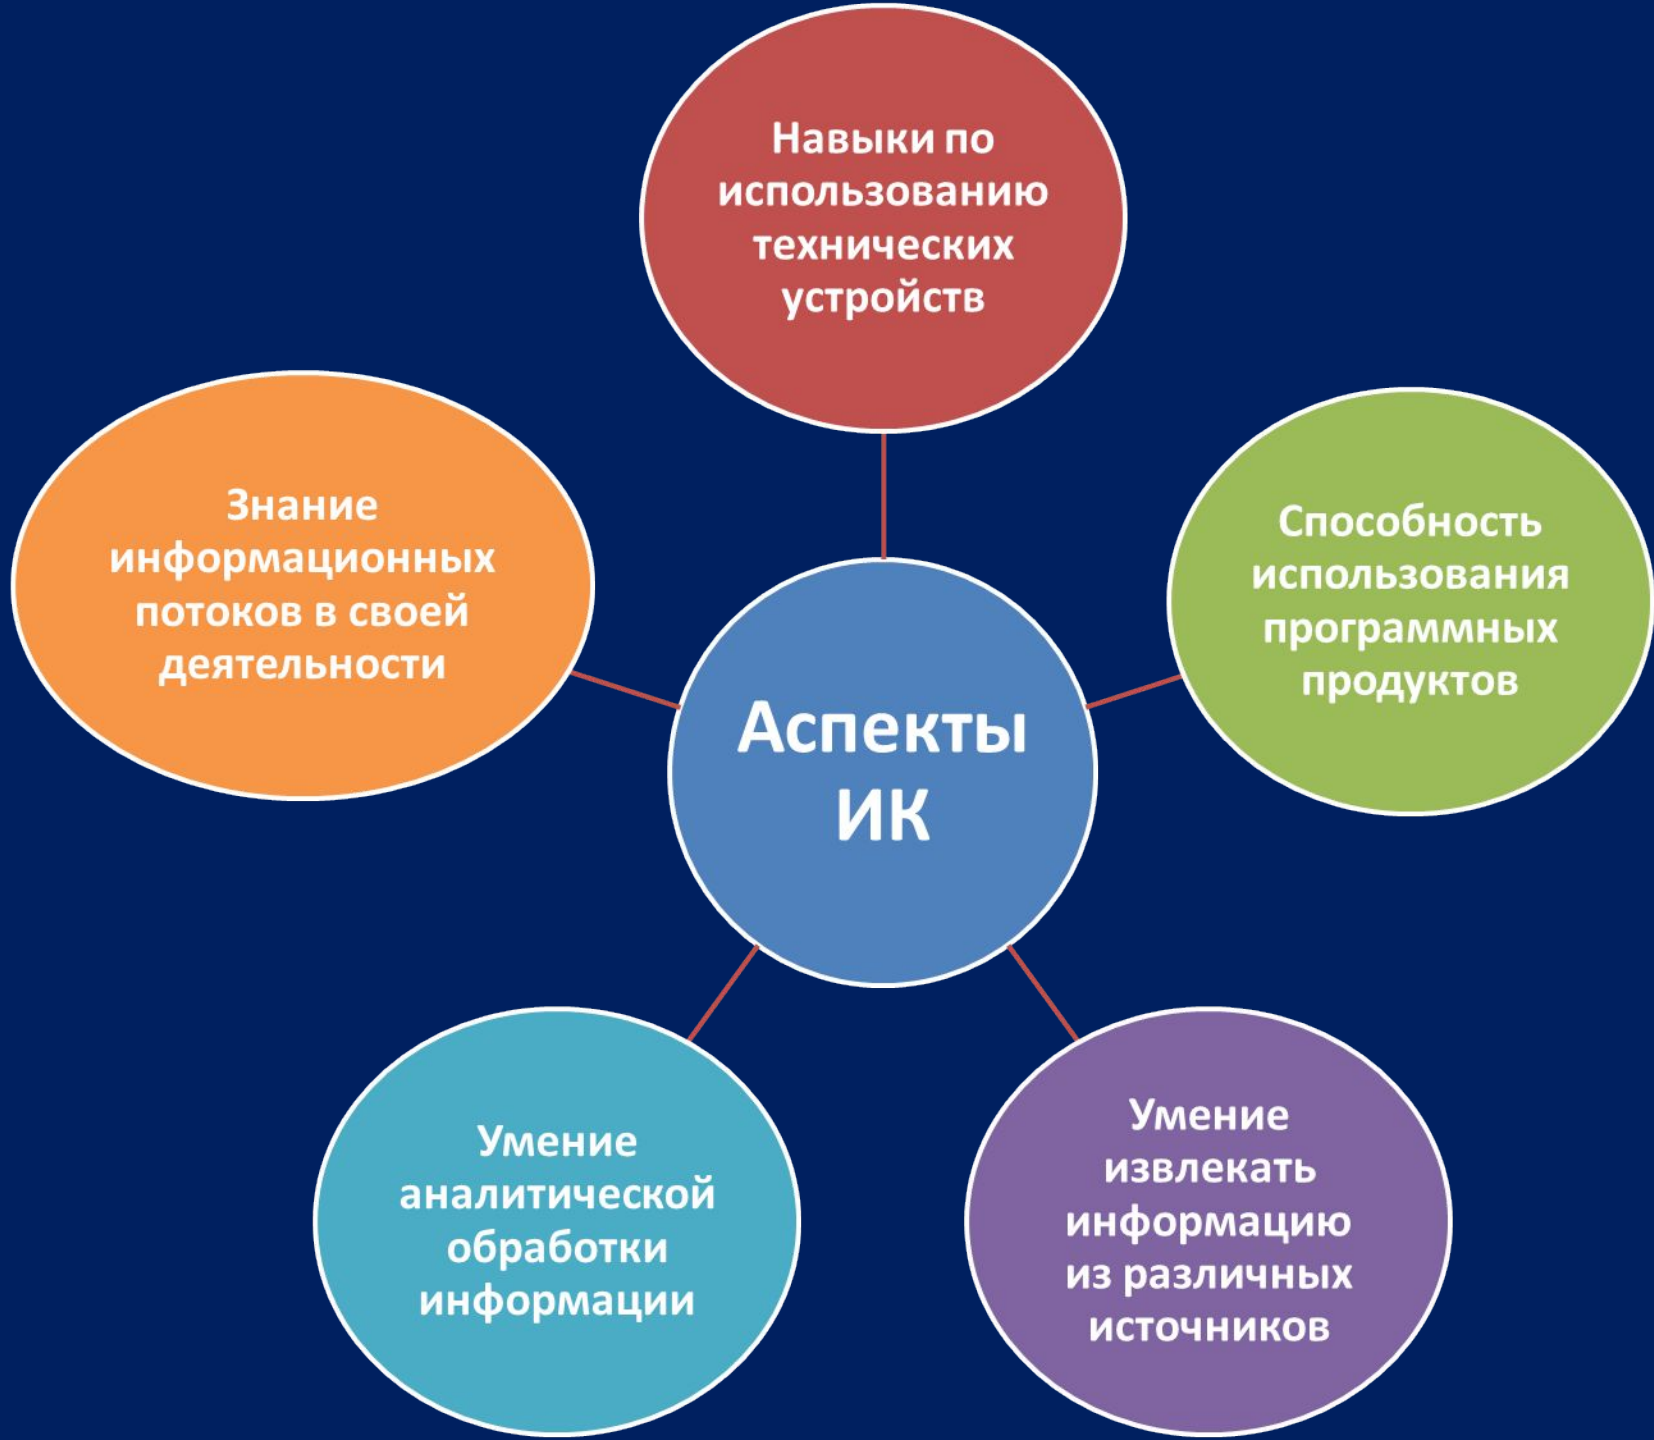 Навыки по
использованию
технических
устройств
Способность
использования
программных
продуктов
Знание
информационных
потоков в своей
деятельности
Аспекты
ИК
Умение
извлекать
информацию
из различных
источников
Умение
аналитической
обработки
информации